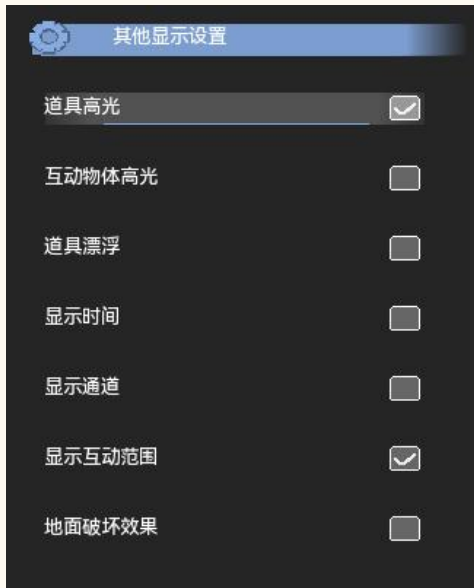 其他显示设置
道具高光
互动物体高光
道具漂浮
显示时间
显示通道
显示互动范围
地面破坏效果